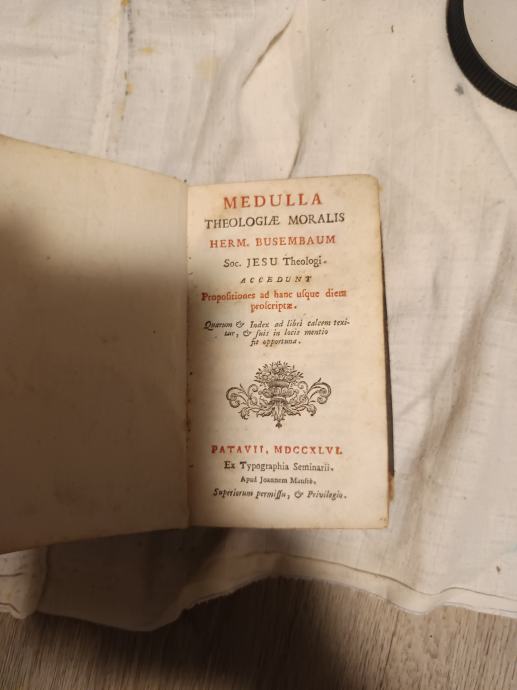 MEDULLA
THEOLOGIÆ MORALIS
HERM. BUSEMBAUM
Soc. JESU Theologi.
ACCEDUNT
Propositiones ad hanc uſque diem
proſcriptæ.
Quarum & Index ad libri calcem texi-
tur, & ſuis in locis mentio
fit opportuna.
PATAVII, MDCCXLVI.
Ex Typographia Seminarii.
Apud Joannem Manfrè.
Superiorum permiſſu, & Privilegio.